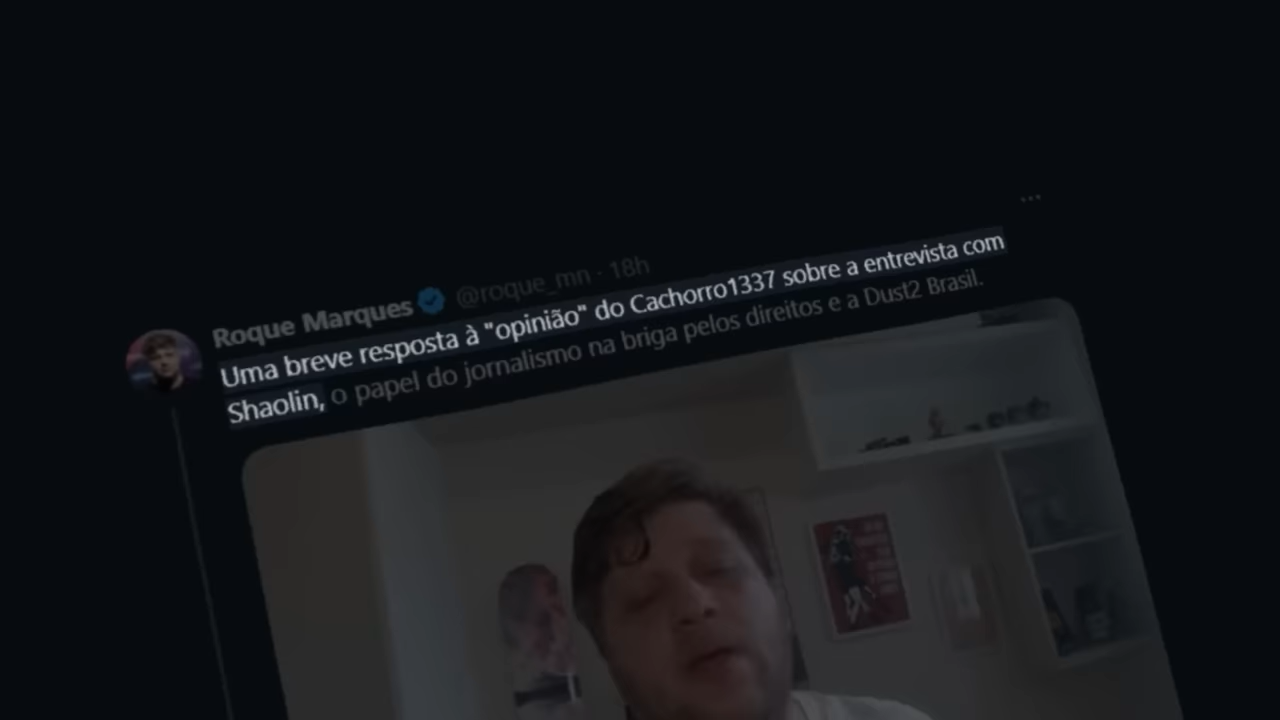 Roque Marques @roque_mn · 18h
Uma breve resposta à "opinião" do Cachorro1337 sobre a entrevista com
Shaolin, o papel do jornalismo na briga pelos direitos e a Dust2 Brasil.